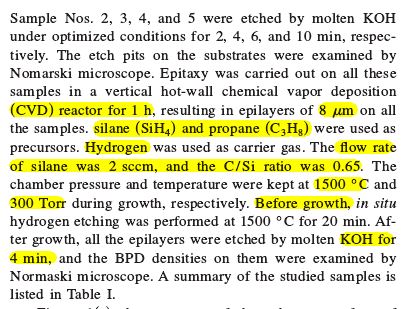 Sample Nos. 2, 3, 4, and 5 were etched by molten KOH
under optimized conditions for 2, 4, 6, and 10 min, respec-
tively. The etch pits on the substrates were examined by
Nomarski microscope. Epitaxy was carried out on all these
samples in a vertical hot-wall chemical vapor deposition
(CVD) reactor for 1 h, resulting in epilayers of 8 μm on all
the samples. silane (SiH₄) and propane (C₃H₈) were used as
precursors. Hydrogen was used as carrier gas. The flow rate
of silane was 2 sccm, and the C/Si ratio was 0.65. The
chamber pressure and temperature were kept at 1500 °C and
300 Torr during growth, respectively. Before growth, in situ
hydrogen etching was performed at 1500 °C for 20 min. Af-
ter growth, all the epilayers were etched by molten KOH for
4 min, and the BPD densities on them were examined by
Normaski microscope. A summary of the studied samples is
listed in Table I.